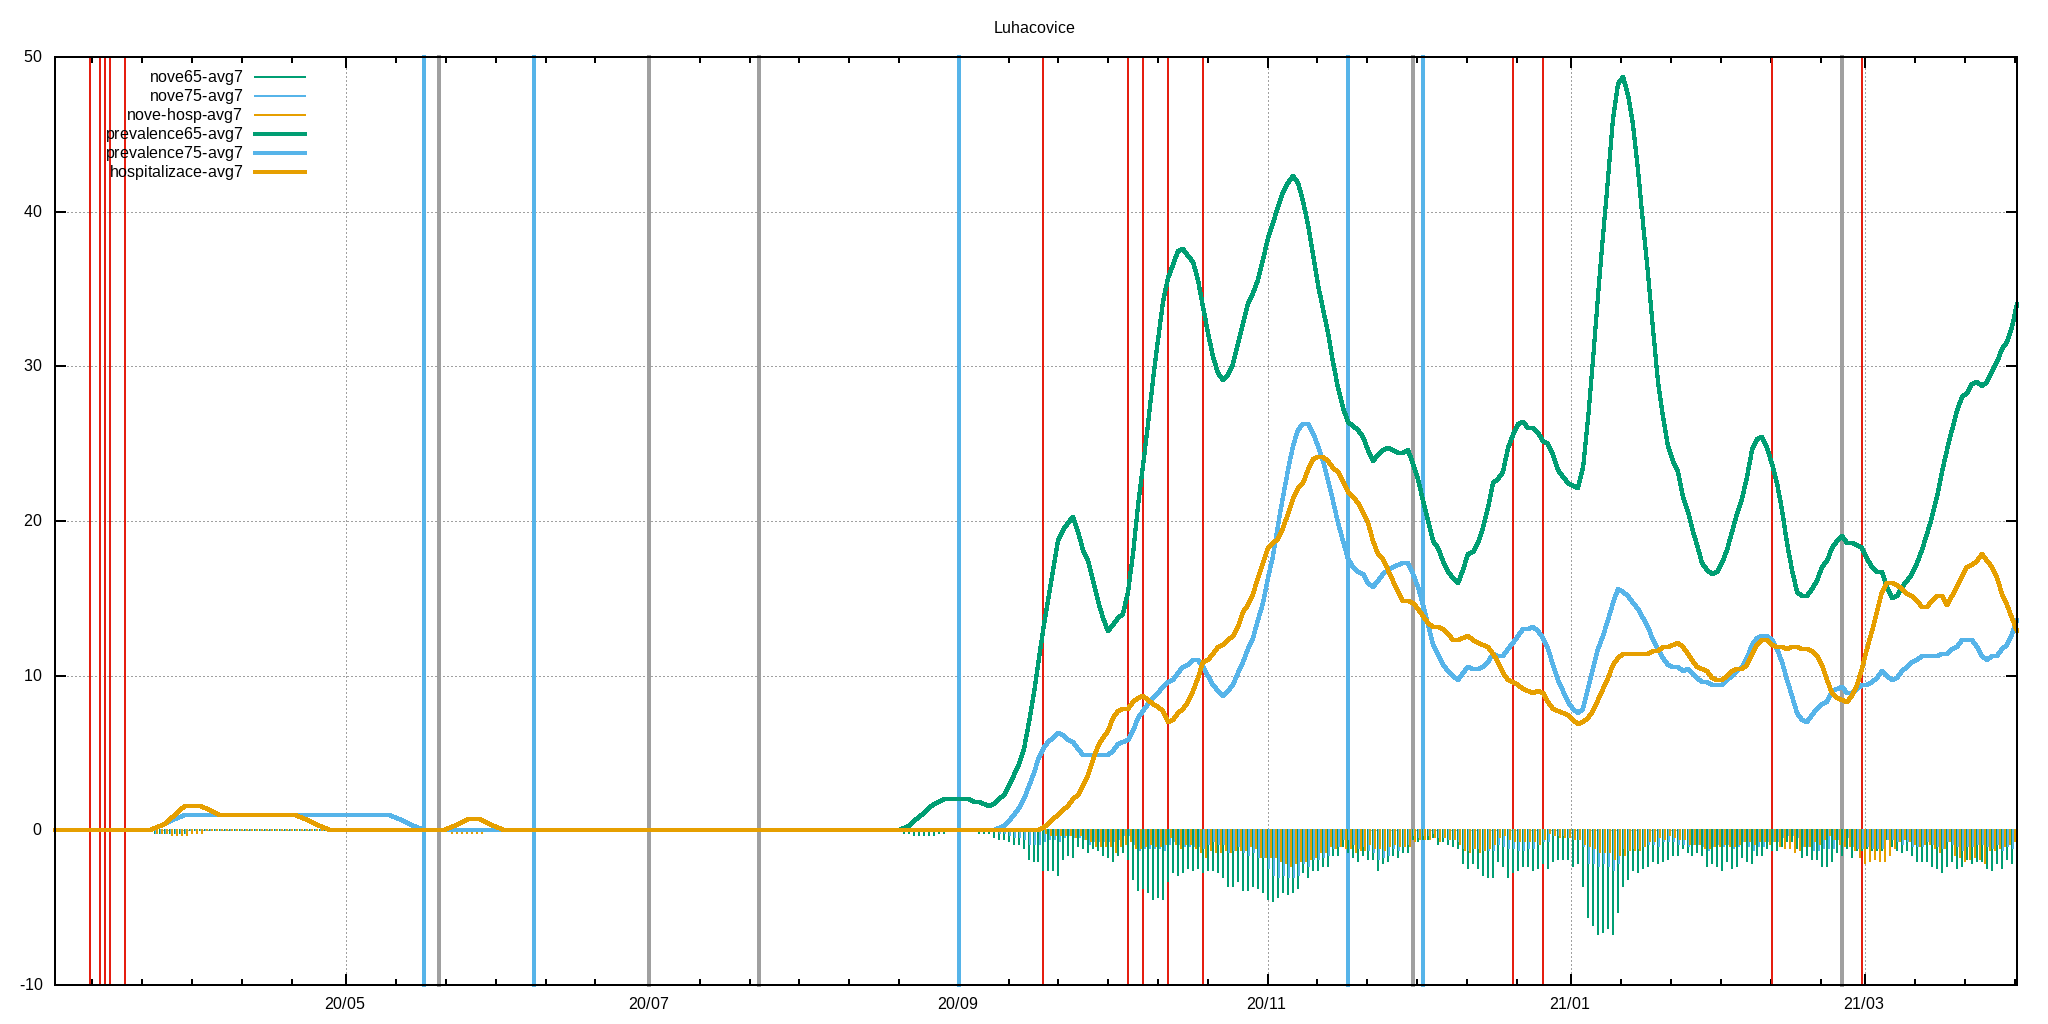 Luhacovice
50
40
30
20
10
0
-10
nove65-avg7
nove75-avg7
nove-hosp-avg7
prevalence65-avg7
prevalence75-avg7
hospitalizace-avg7
20/05 20/07 20/09 20/11 21/01 21/03